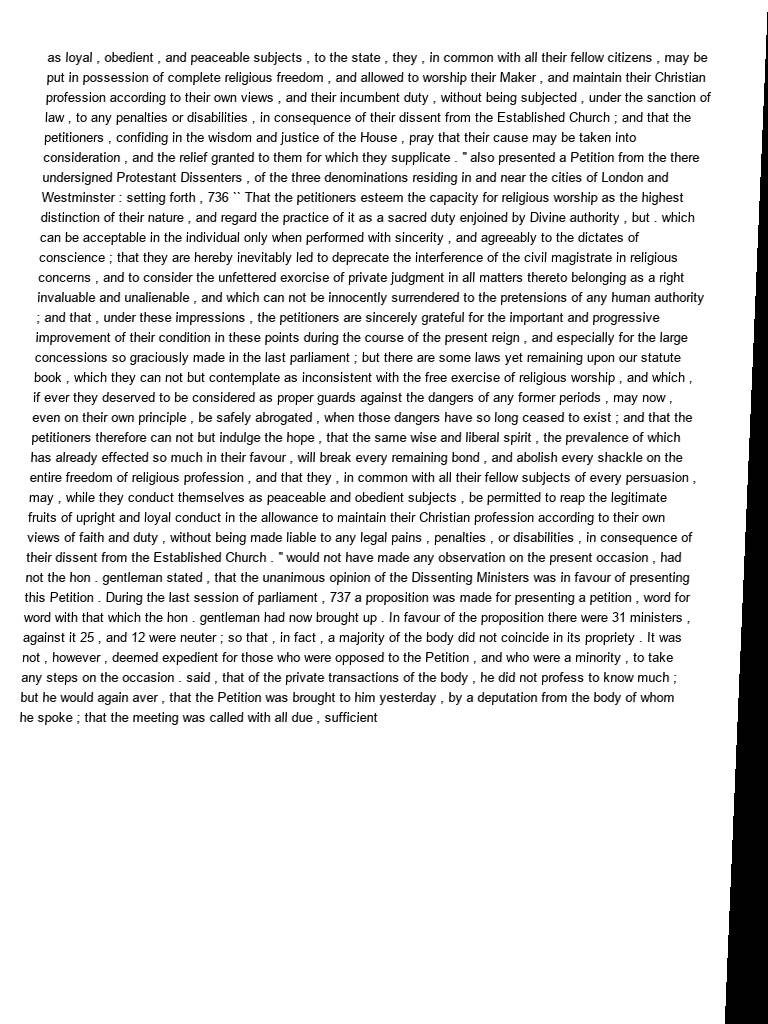 as loyal , obedient , and peaceable subjects , to the state , they , in common with all their fellow citizens , may be
put in possession of complete religious freedom , and allowed to worship their Maker , and maintain their Christian
profession according to their own views , and their incumbent duty , without being subjected , under the sanction of
law , to any penalties or disabilities , in consequence of their dissent from the Established Church ; and that the
petitioners , confiding in the wisdom and justice of the House , pray that their cause may be taken into
consideration , and the relief granted to them for which they supplicate . " also presented a Petition from the there
undersigned Protestant Dissenters , of the three denominations residing in and near the cities of London and
Westminster : setting forth , 736 `` That the petitioners esteem the capacity for religious worship as the highest
distinction of their nature , and regard the practice of it as a sacred duty enjoined by Divine authority , but . which
can be acceptable in the individual only when performed with sincerity , and agreeably to the dictates of
conscience ; that they are hereby inevitably led to deprecate the interference of the civil magistrate in religious
concerns , and to consider the unfettered exorcise of private judgment in all matters thereto belonging as a right
invaluable and unalienable , and which can not be innocently surrendered to the pretensions of any human authority
; and that , under these impressions , the petitioners are sincerely grateful for the important and progressive
improvement of their condition in these points during the course of the present reign , and especially for the large
concessions so graciously made in the last parliament ; but there are some laws yet remaining upon our statute
book , which they can not but contemplate as inconsistent with the free exercise of religious worship , and which ,
if ever they deserved to be considered as proper guards against the dangers of any former periods , may now ,
even on their own principle , be safely abrogated , when those dangers have so long ceased to exist ; and that the
petitioners therefore can not but indulge the hope , that the same wise and liberal spirit , the prevalence of which
has already effected so much in their favour , will break every remaining bond , and abolish every shackle on the
entire freedom of religious profession , and that they , in common with all their fellow subjects of every persuasion ,
may , while they conduct themselves as peaceable and obedient subjects , be permitted to reap the legitimate
fruits of upright and loyal conduct in the allowance to maintain their Christian profession according to their own
views of faith and duty , without being made liable to any legal pains , penalties , or disabilities , in consequence of
their dissent from the Established Church . " would not have made any observation on the present occasion , had
not the hon . gentleman stated , that the unanimous opinion of the Dissenting Ministers was in favour of presenting
this Petition . During the last session of parliament , 737 a proposition was made for presenting a petition , word for
word with that which the hon . gentleman had now brought up . In favour of the proposition there were 31 ministers ,
against it 25 , and 12 were neuter ; so that , in fact , a majority of the body did not coincide in its propriety . It was
not , however , deemed expedient for those who were opposed to the Petition , and who were a minority , to take
any steps on the occasion . said , that of the private transactions of the body , he did not profess to know much ;
but he would again aver , that the Petition was brought to him yesterday , by a deputation from the body of whom
he spoke ; that the meeting was called with all due , sufficient